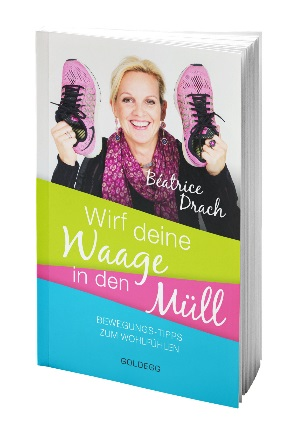 Béatrice
Drach
Wirf deine
Waage
in den
Müll
BEWEGUNGS-TIPPS
ZUM WOHLFÜHLEN
GOLDEGG